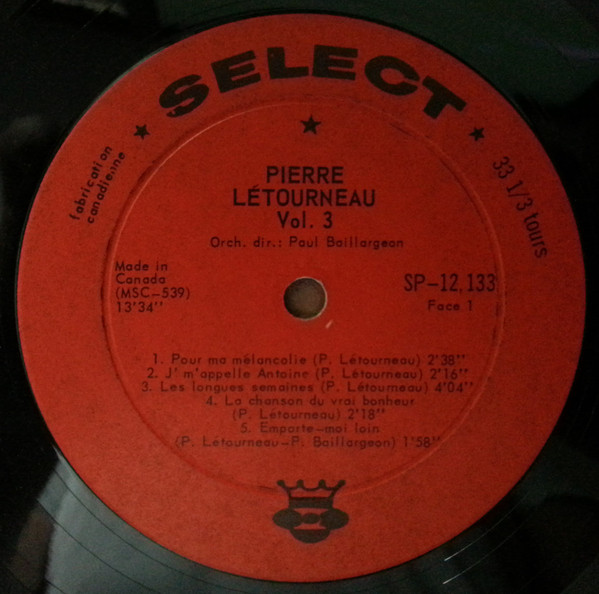 SELECT
fabrication
canadienne
33 1/3 tours
PIERRE
LÉTOURNEAU
Vol. 3
Orch. dir.: Paul Baillargeon
Made in
Canada
(MSC-539)
13'34''
SP-12,133
Face 1
1. Pour ma mélancolie (P. Létourneau) 2'38''
2. J' m'appelle Antoine (P. Létourneau) 2'16''
3. Les longues semaines (P. Létourneau) 4'04''
4. La chanson du vrai bonheur
(P. Létourneau) 2'18''
5. Emporte-moi loin
(P. Létourneau-P. Baillargeon) 1'58''